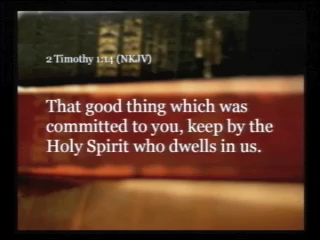 2 Timothy 1:14 (NKJV)
That good thing which was
committed to you, keep by the
Holy Spirit who dwells in us.